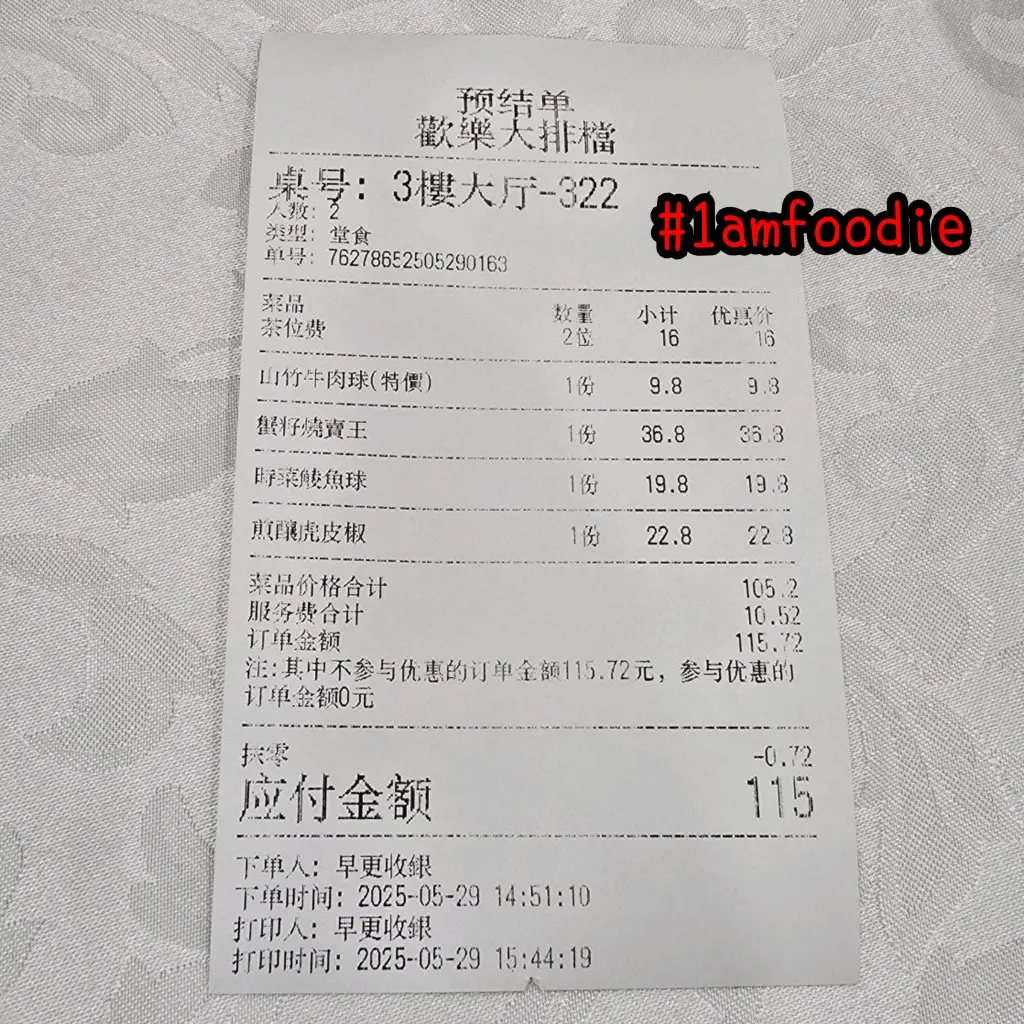 预结单
歡樂大排檔
桌号: 3樓大厅-322
人数: 2
#1amfoodie
类型: 堂食
单号: 76278652505290163
菜品 数量 小计 优惠价
茶位费 2位 16 16
山竹牛肉球(特價) 1份 9.8 9.8
蟹籽燒賣王 1份 36.8 36.8
時菜鯪魚球 1份 19.8 19.8
煎釀虎皮椒 1份 22.8 22.8
菜品价格合计 105.2
服务费合计 10.52
订单金额 115.72
注:其中不参与优惠的订单金额115.72元, 参与优惠的
订单金额0元
抹零 -0.72
应付金额 115
下单人: 早更收銀
下单时间: 2025-05-29 14:51:10
打印人: 早更收銀
打印时间: 2025-05-29 15:44:19